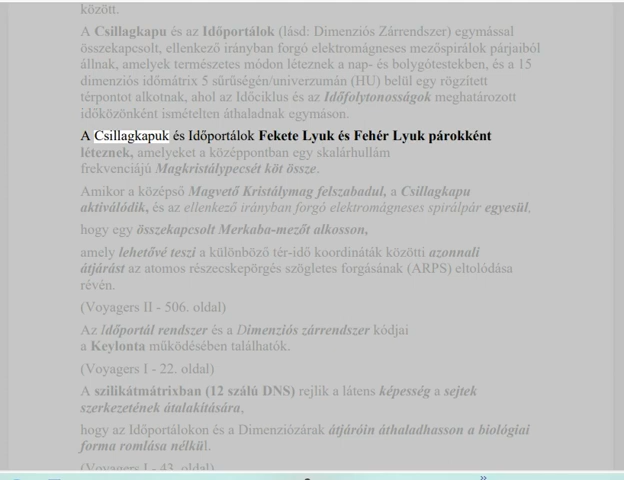 között.
A Csillagkapu és az Időportálok (lásd: Dimenziós Zárrendszer) egymással
összekapcsolt, ellenkező irányban forgó elektromágneses mezőspirálok párjaiból
állnak, amelyek természetes módon léteznek a nap- és bolygótestekben, és a 15
dimenziós időmátrix 5 sűrűségén/univerzumán (HU) belül egy rögzített
térpontot alkotnak, ahol az Időciklus és az Időfolytonosságok meghatározott
időközönként ismételten áthaladnak egymáson.
A Csillagkapuk és Időportálok Fekete Lyuk és Fehér Lyuk párokként
léteznek, amelyeket a középpontban egy skalárhullám
frekvenciájú Magkristálypecsét köt össze.
Amikor a középső Magvető Kristálymag felszabadul, a Csillagkapu
aktiválódik, és az ellenkező irányban forgó elektromágneses spirálpár egyesül,
hogy egy összekapcsolt Merkaba-mezőt alkosson,
amely lehetővé teszi a különböző tér-idő koordináták közötti azonnali
átjárást az atomos részecskepörgés szögletes forgásának (ARPS) eltolódása
révén.
(Voyagers II - 506. oldal)
Az Időportál rendszer és a Dimenziós zárrendszer kódjai
a Keylonta működésében találhatók.
(Voyagers I - 22. oldal)
A szilikátmátrixban (12 szálú DNS) rejlik a látens képesség a sejtek
szerkezetének átalakítására,
hogy az Időportálokon és a Dimenziózárak átjáróin áthaladhasson a biológiai
forma romlása nélkül.
(Voyagers I - 43. oldal)